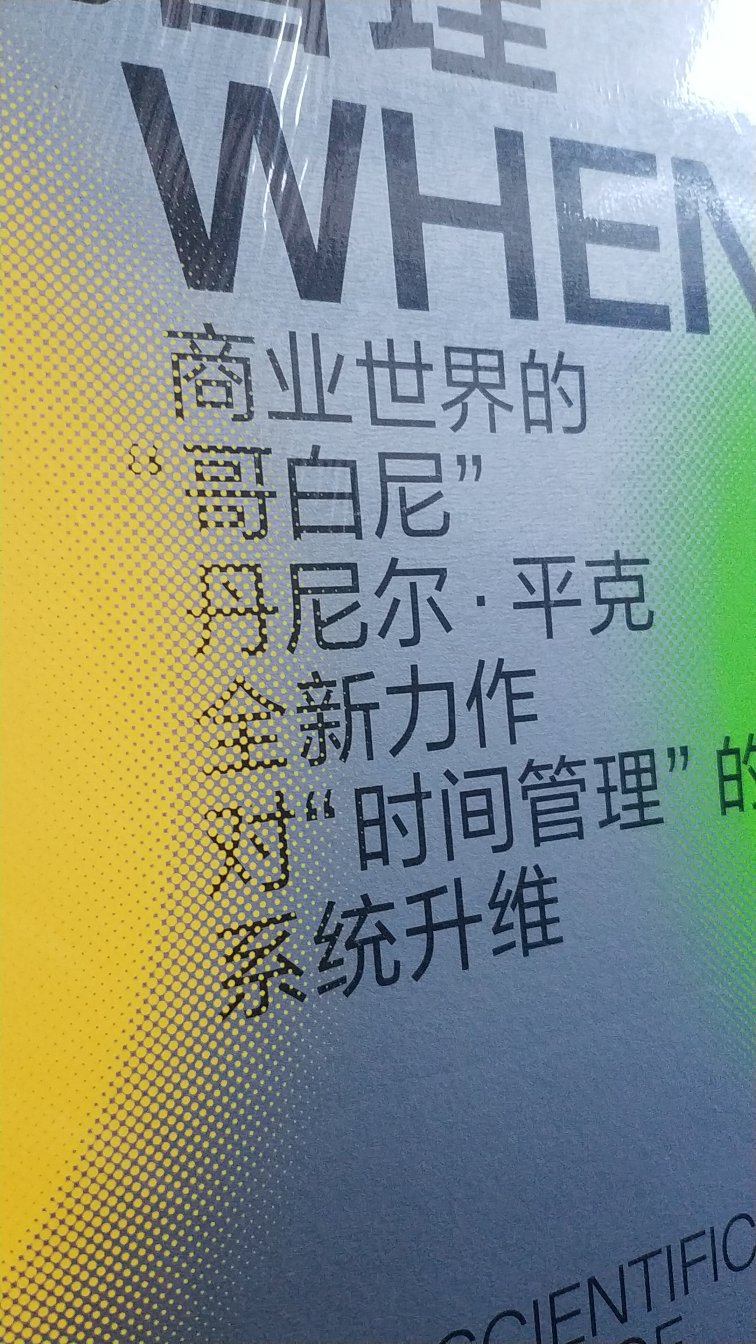 理
WHEN
商业世界的
“哥白尼”
丹尼尔·平克
全新力作
对“时间管理”的
系统升维
SCIENTIFIC